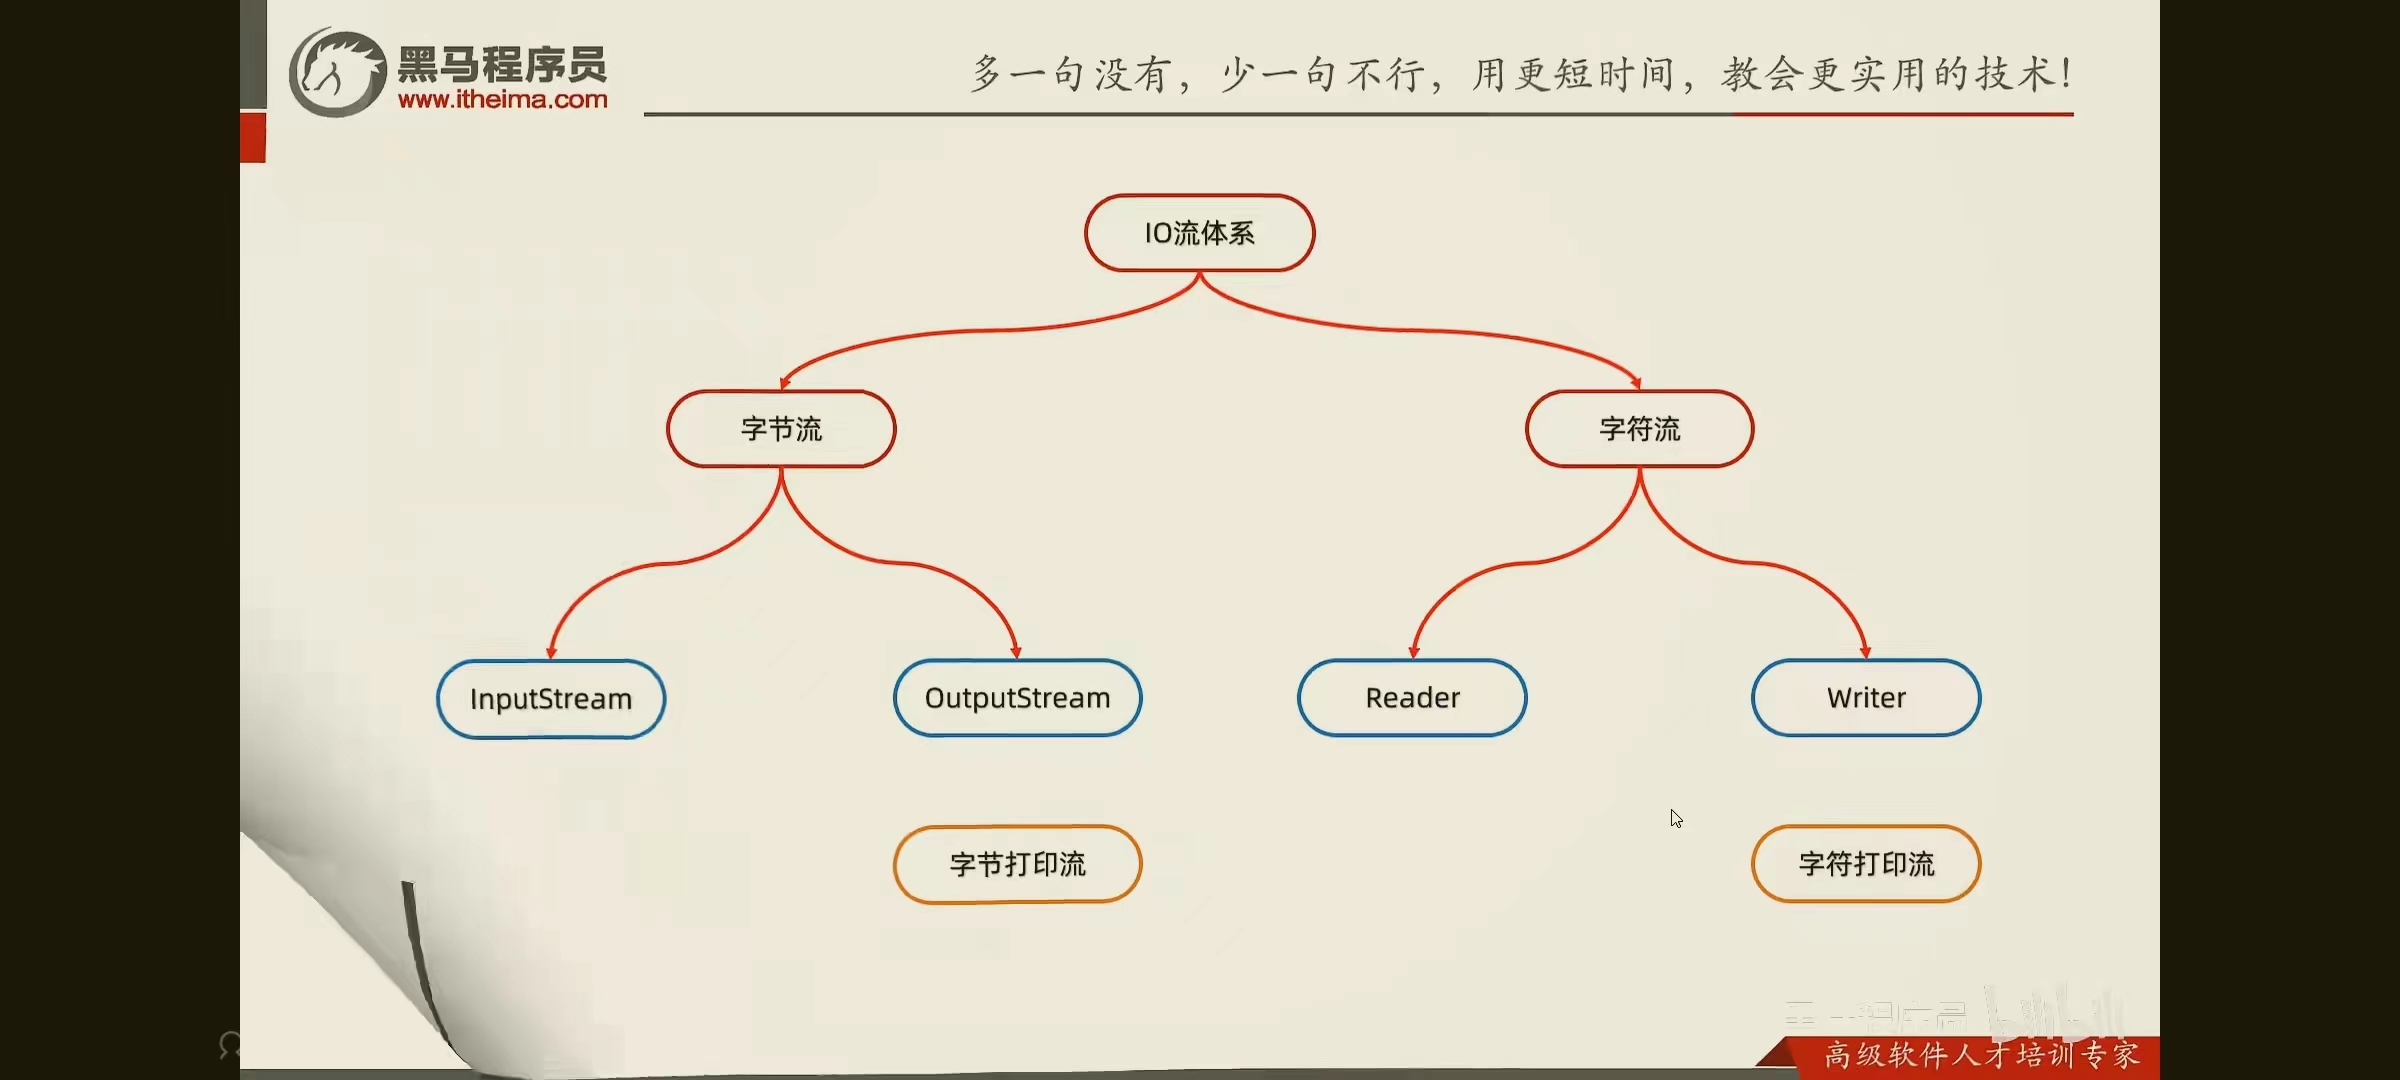 黑马程序员
www.itheima.com
多一句没有，少一句不行，用更短时间，教会更实用的技术！
IO流体系
字节流
字符流
InputStream
OutputStream
Reader
Writer
字节打印流
字符打印流
bilibili
高级软件人才培训专家